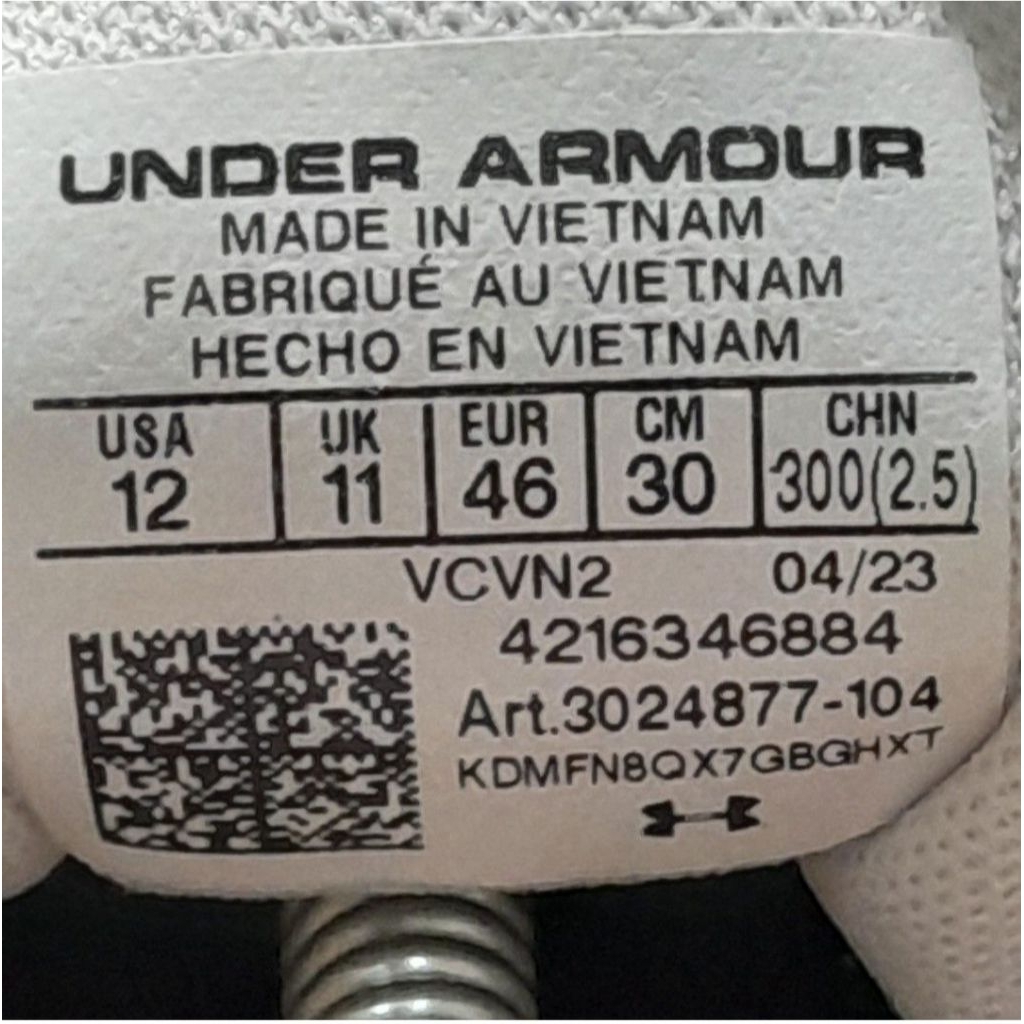 UNDER ARMOUR
MADE IN VIETNAM
FABRIQUÉ AU VIETNAM
HECHO EN VIETNAM
USA UK EUR CM CHN
12 11 46 30 300(2.5)
VCVN2 04/23
4216346884
Art.3024877-104
KDMFN8QX7GBGHXT